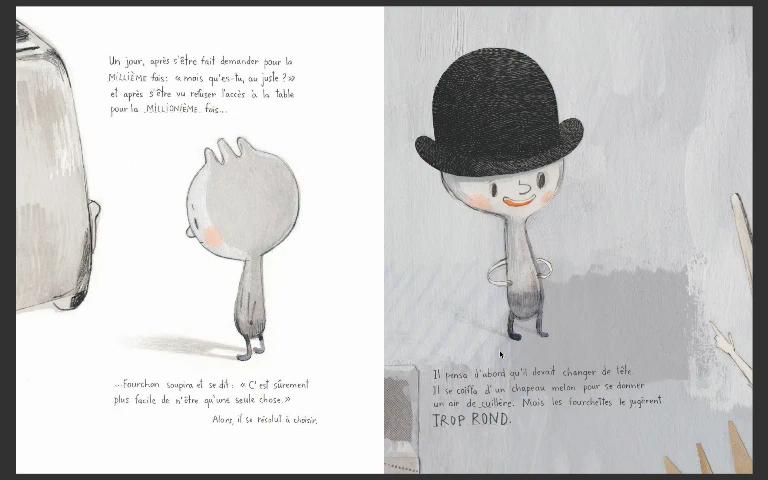 Un jour, après s'être fait demander pour la
MILLIÈME fois: « mais qu'es-tu, au juste ? »
et après s'être vu refuser l'accès à la table
pour la MILLIONIÈME fois...
...Fourchon soupira et se dit : « C'est sûrement
plus facile de n'être qu'une seule chose. »
Alors, il se résolut à choisir.
Il pensa d'abord qu'il devait changer de tête.
Il se coiffa d'un chapeau melon pour se donner
un air de cuillère. Mais les fourchettes le jugèrent
TROP ROND.